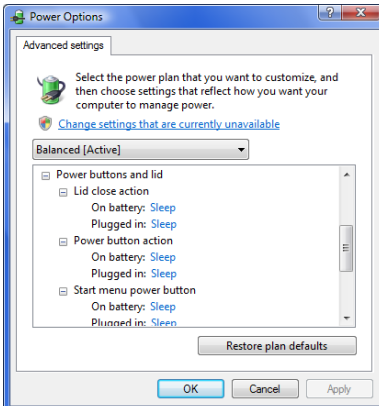 Power Options
Advanced settings
Select the power plan that you want to customize, and
then choose settings that reflect how you want your
computer to manage power.
Change settings that are currently unavailable
Balanced [Active]
Power buttons and lid
Lid close action
On battery: Sleep
Plugged in: Sleep
Power button action
On battery: Sleep
Plugged in: Sleep
Start menu power button
On battery: Sleep
Plugged in: Sleep
Restore plan defaults
OK Cancel Apply